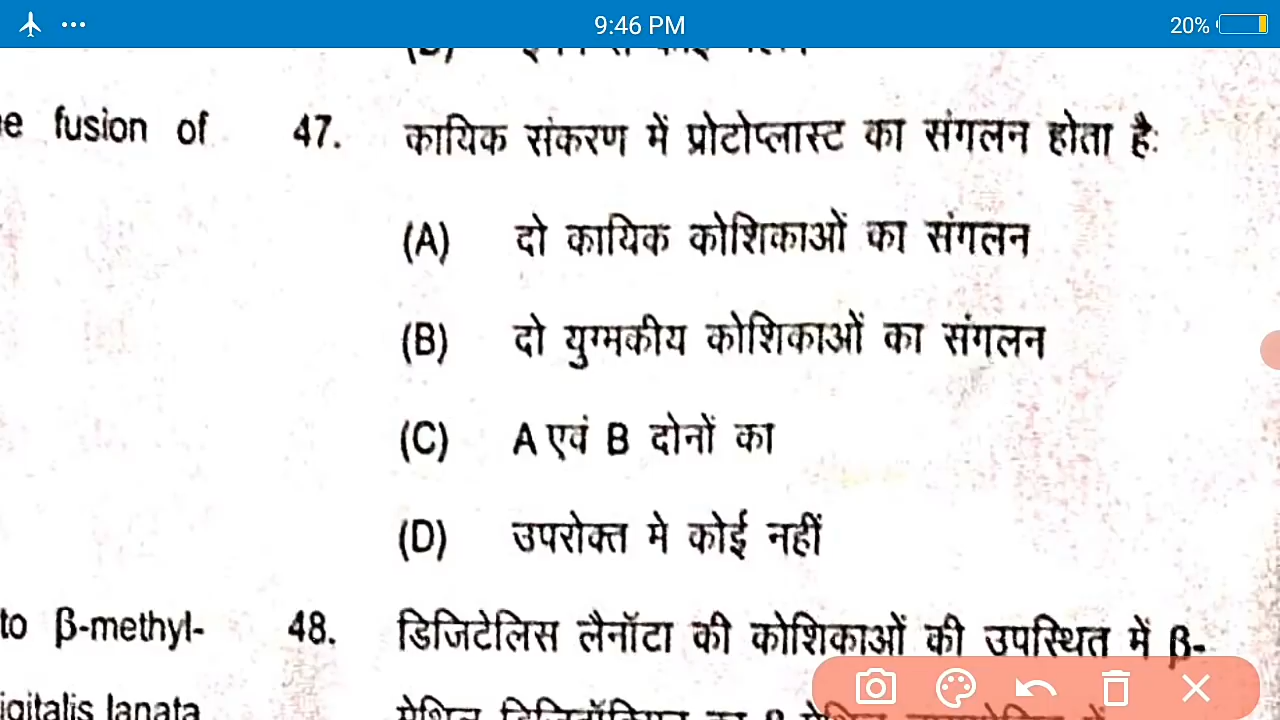 9:46 PM
20%
e fusion of
47. कायिक संकरण में प्रोटोप्लास्ट का संगलन होता है:
(A) दो कायिक कोशिकाओं का संगलन
(B) दो युग्मकीय कोशिकाओं का संगलन
(C) A एवं B दोनों का
(D) उपरोक्त मे कोई नहीं
to β-methyl-
48. डिजिटेलिस लैनॉटा की कोशिकाओं की उपस्थित में β-
igitalis lanata